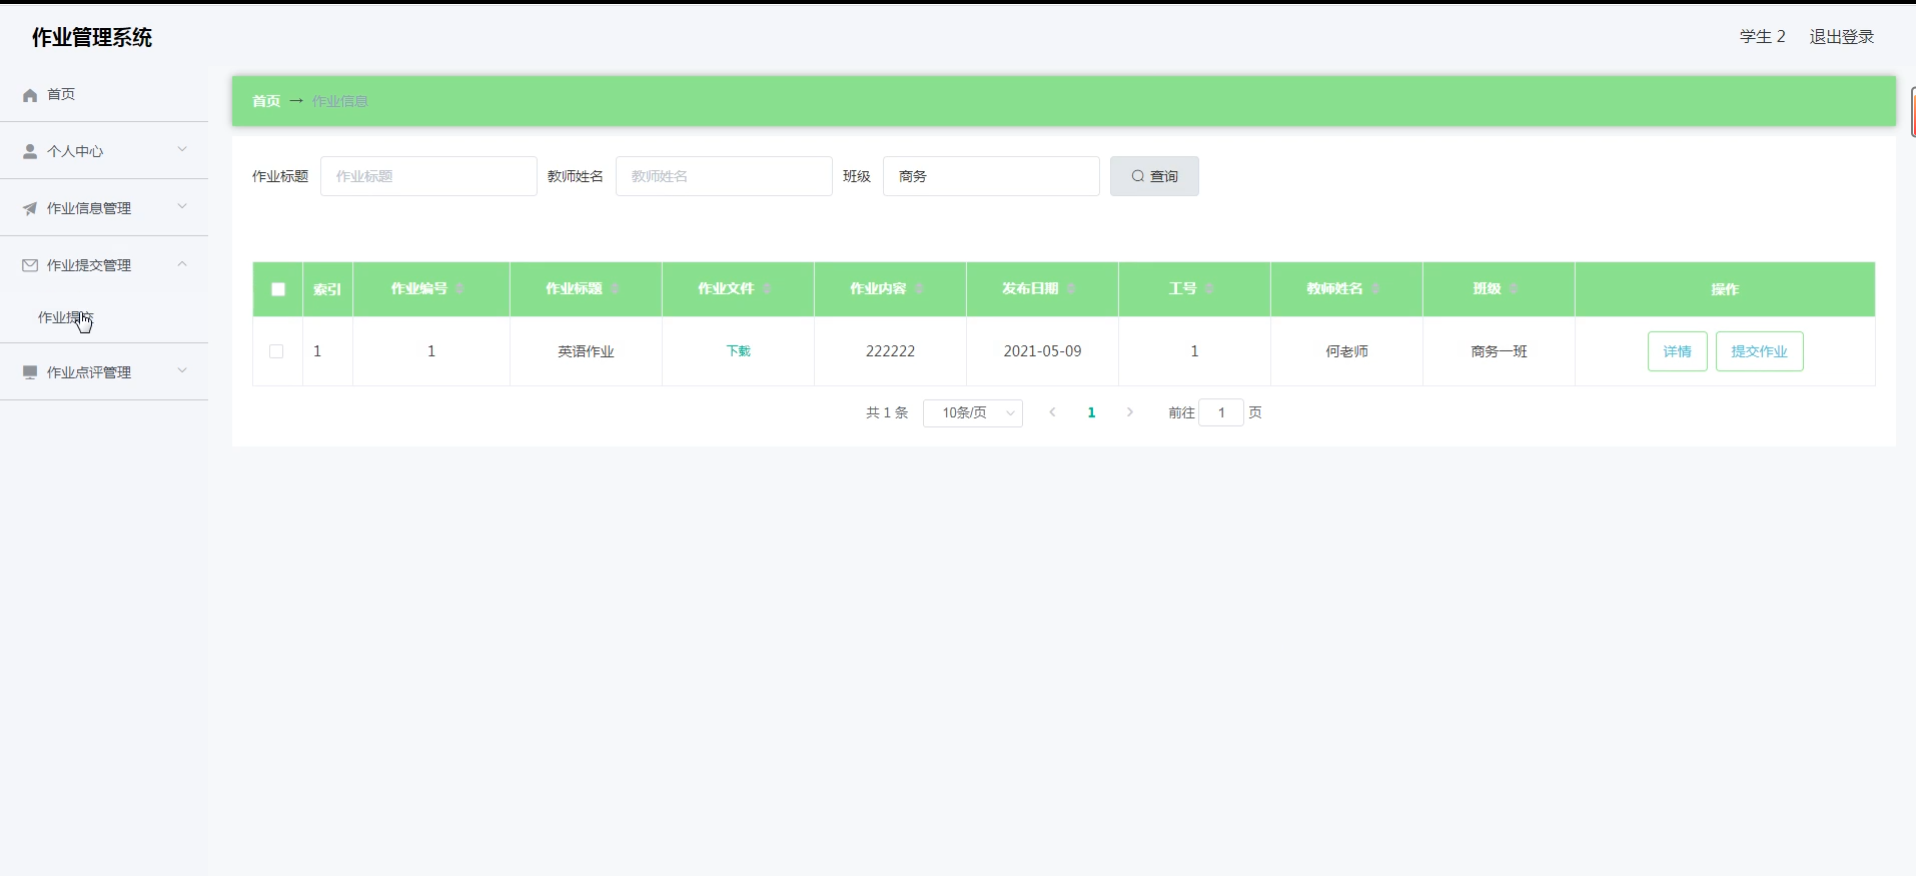 作业管理系统
学生 2 退出登录
首页
个人中心
作业信息管理
作业提交管理
作业提交
作业点评管理
首页 → 作业信息
作业标题 作业标题 教师姓名 教师姓名 班级 商务 查询
索引 作业编号 作业标题 作业文件 作业内容 发布日期 工号 教师姓名 班级 操作
1 1 英语作业 下载 222222 2021-05-09 1 何老师 商务一班 详情 提交作业
共 1 条 10条/页 1 前往 1 页